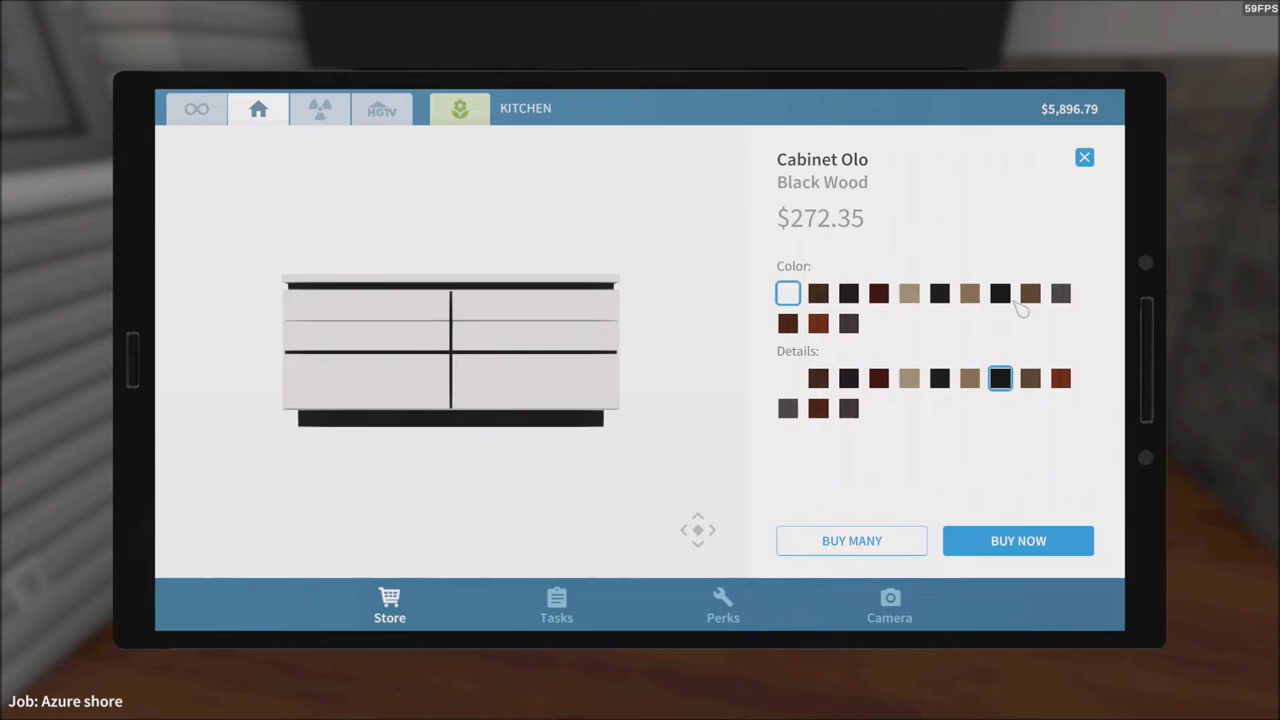 59FPS
HGTV
KITCHEN
$5,896.79
Cabinet Olo
Black Wood
$272.35
Color:
Details:
BUY MANY
BUY NOW
Store
Tasks
Perks
Camera
Job: Azure shore